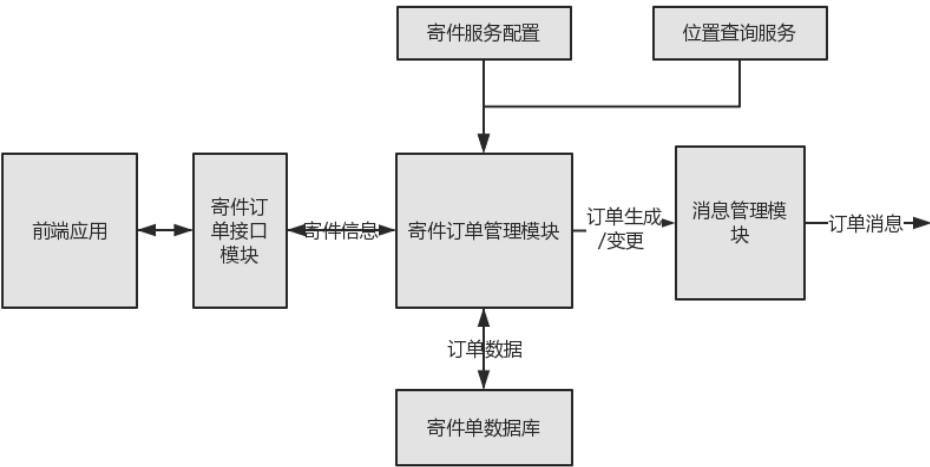 寄件服务配置
位置查询服务
前端应用
寄件订
单接口
模块
寄件信息
寄件订单管理模块
订单生成
/变更
消息管理模
块
订单消息
订单数据
寄件单数据库